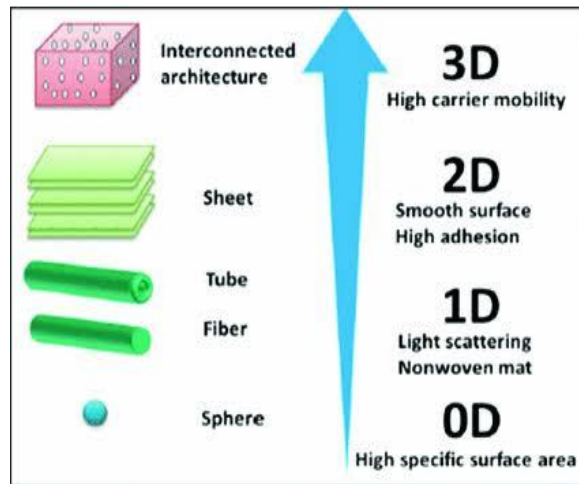 Interconnected
architecture
3D
High carrier mobility
Sheet
2D
Smooth surface
High adhesion
Tube
Fiber
1D
Light scattering
Nonwoven mat
Sphere
0D
High specific surface area